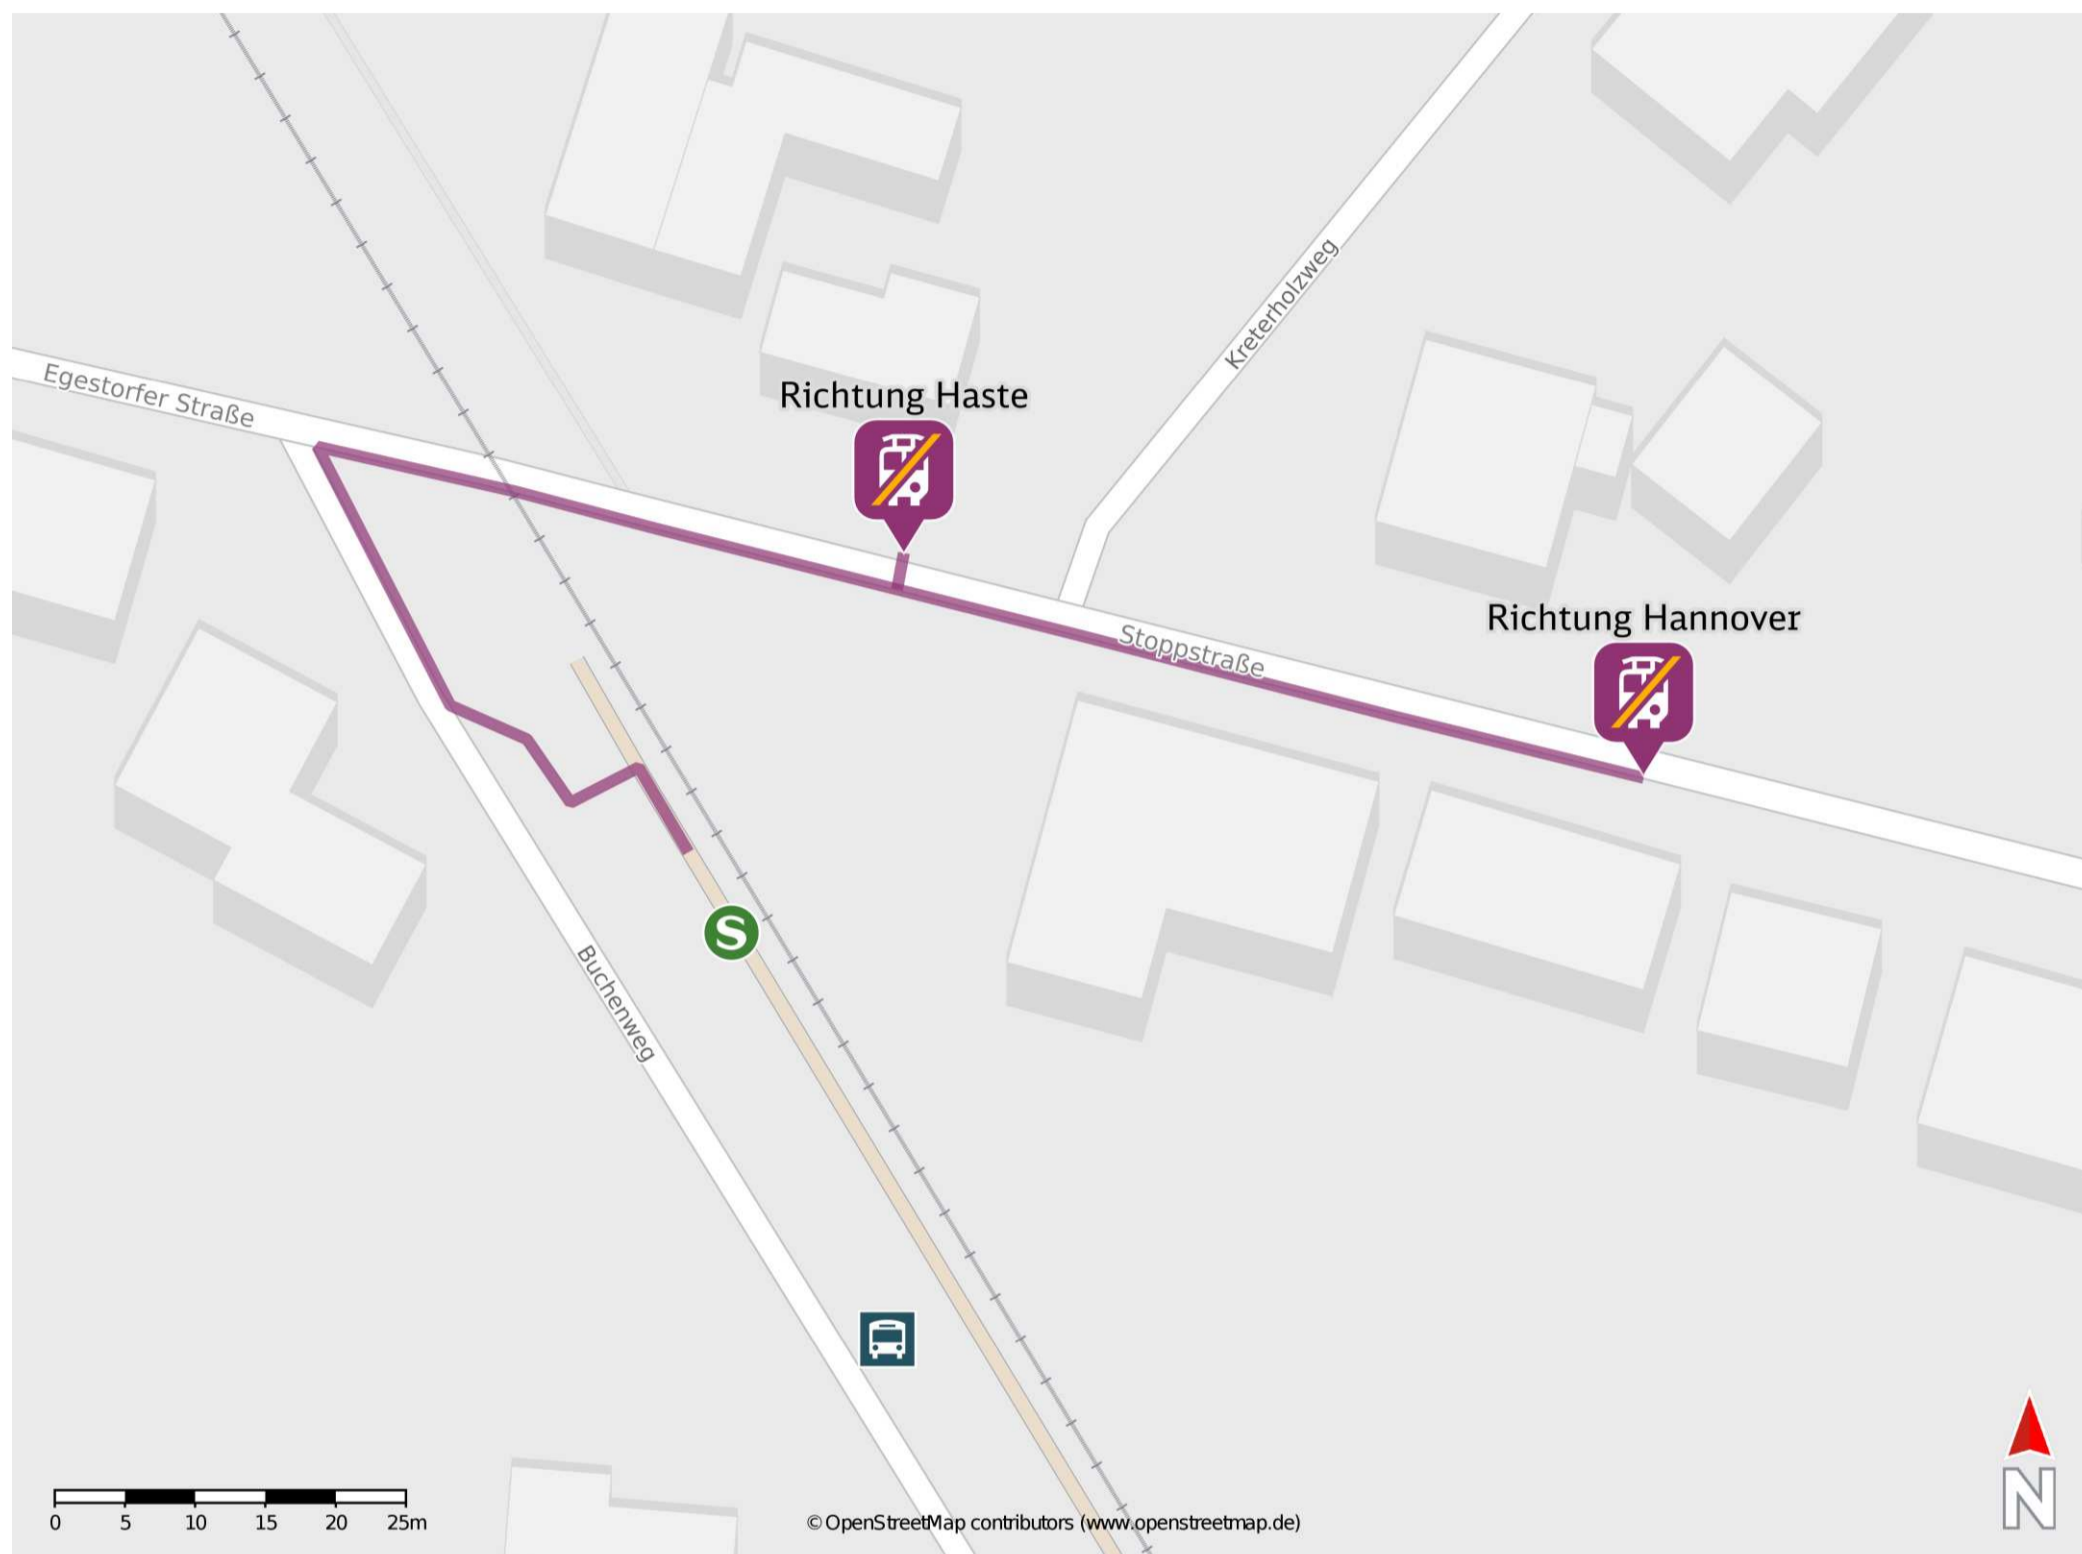 Egestorfer Straße
Kreterholzweg
Richtung Haste
Richtung Hannover
Stoppstraße
S
Buchenweg
0 5 10 15 20 25m
© OpenStreetMap contributors (www.openstreetmap.de)
N